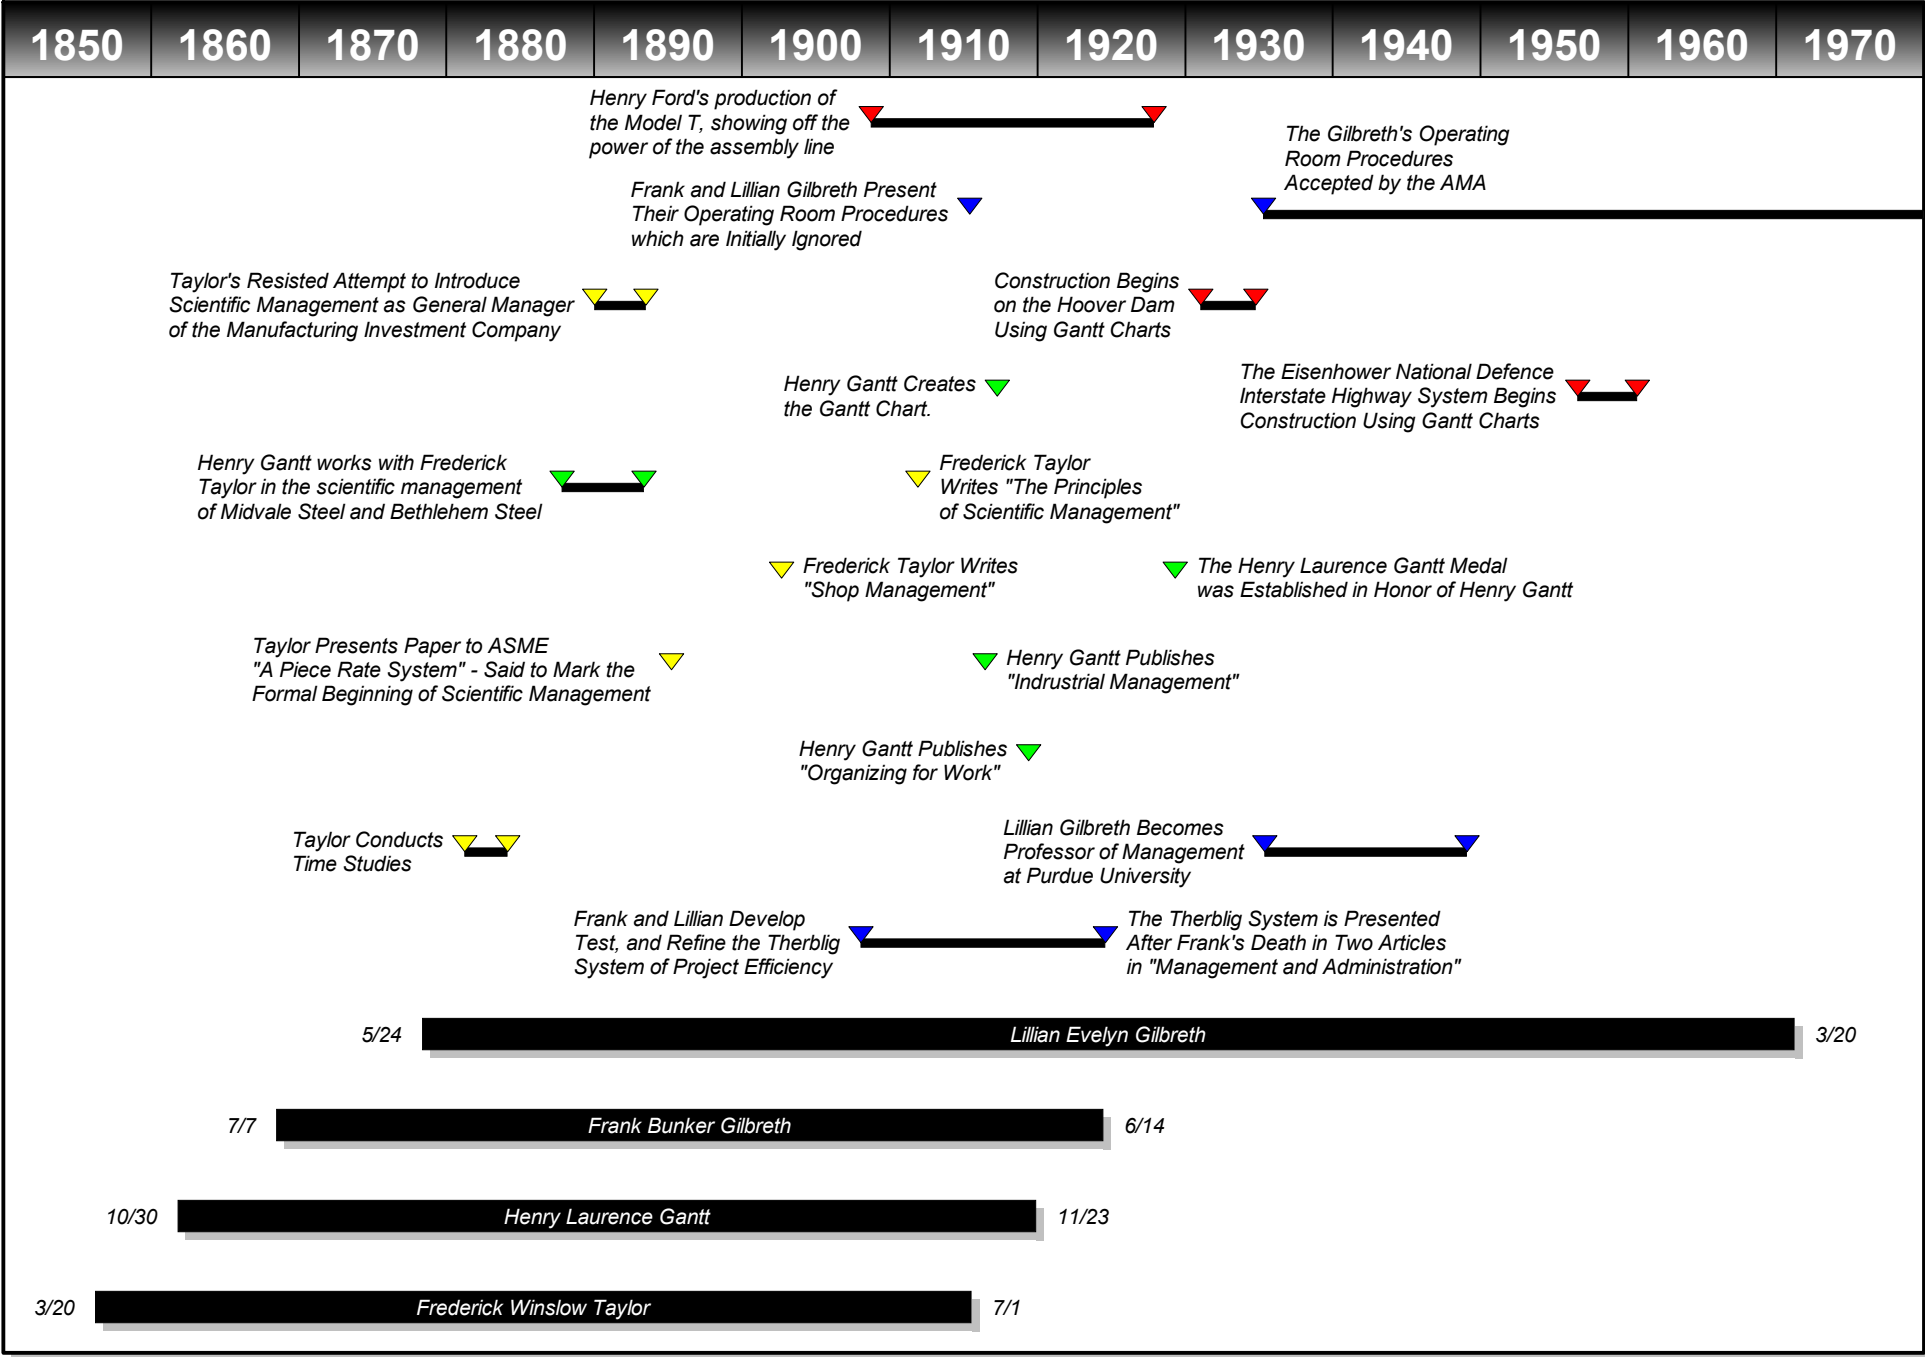 1850 1860 1870 1880 1890 1900 1910 1920 1930 1940 1950 1960 1970
Henry Ford's production of
the Model T, showing off the
power of the assembly line
The Gilbreth's Operating
Room Procedures
Accepted by the AMA
Frank and Lillian Gilbreth Present
Their Operating Room Procedures
which are Initially Ignored
Taylor's Resisted Attempt to Introduce
Scientific Management as General Manager
of the Manufacturing Investment Company
Construction Begins
on the Hoover Dam
Using Gantt Charts
Henry Gantt Creates
the Gantt Chart.
The Eisenhower National Defence
Interstate Highway System Begins
Construction Using Gantt Charts
Henry Gantt works with Frederick
Taylor in the scientific management
of Midvale Steel and Bethlehem Steel
Frederick Taylor
Writes "The Principles
of Scientific Management"
Frederick Taylor Writes
"Shop Management"
The Henry Laurence Gantt Medal
was Established in Honor of Henry Gantt
Taylor Presents Paper to ASME
"A Piece Rate System" - Said to Mark the
Formal Beginning of Scientific Management
Henry Gantt Publishes
"Indrustrial Management"
Henry Gantt Publishes
"Organizing for Work"
Taylor Conducts
Time Studies
Lillian Gilbreth Becomes
Professor of Management
at Purdue University
Frank and Lillian Develop
Test, and Refine the Therblig
System of Project Efficiency
The Therblig System is Presented
After Frank's Death in Two Articles
in "Management and Administration"
5/24 Lillian Evelyn Gilbreth 3/20
7/7 Frank Bunker Gilbreth 6/14
10/30 Henry Laurence Gantt 11/23
3/20 Frederick Winslow Taylor 7/1